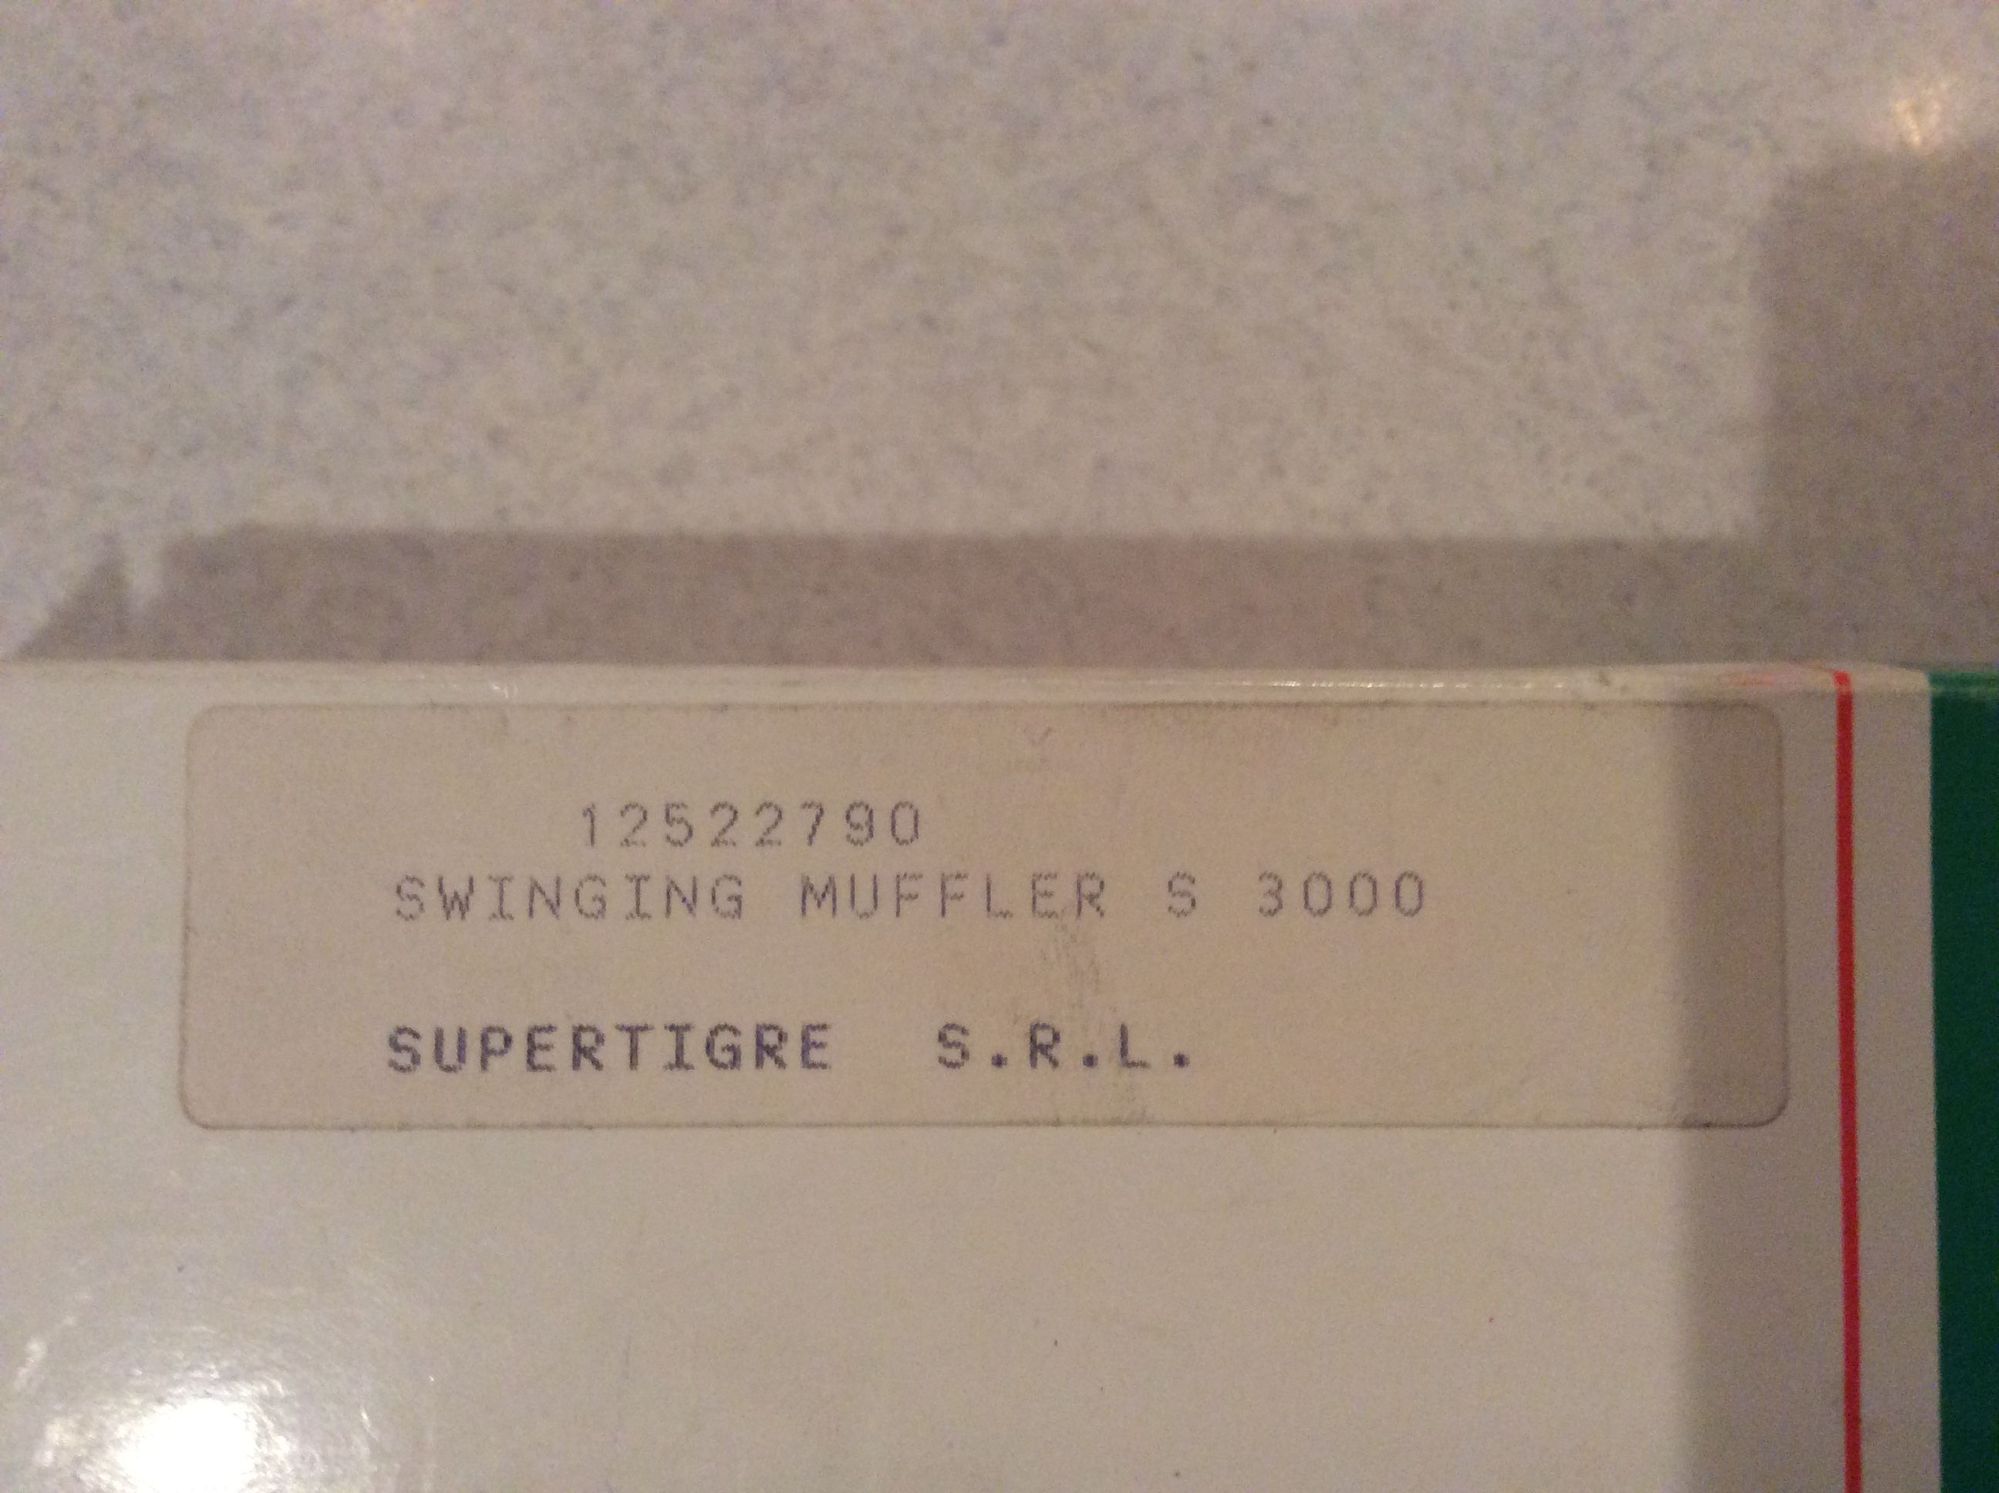 12522790
SWINGING MUFFLER S 3000
SUPERTIGRE S.R.L.